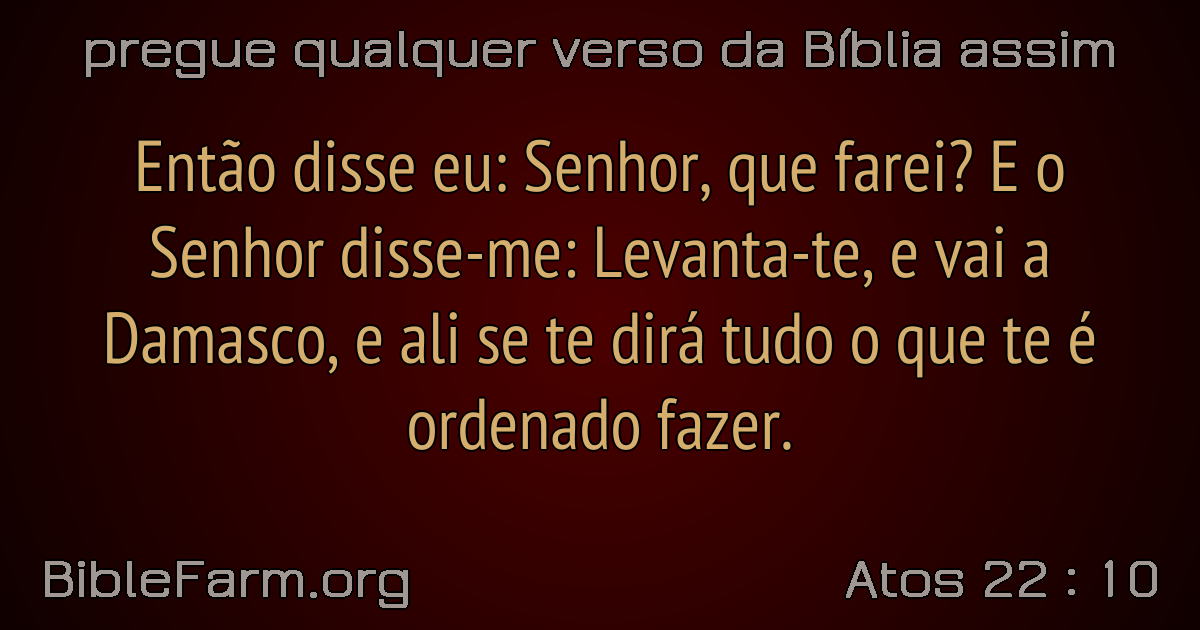 pregue qualquer verso da Bíblia assim
Então disse eu: Senhor, que farei? E o
Senhor disse-me: Levanta-te, e vai a
Damasco, e ali se te dirá tudo o que te é
ordenado fazer.
BibleFarm.org
Atos 22 : 10